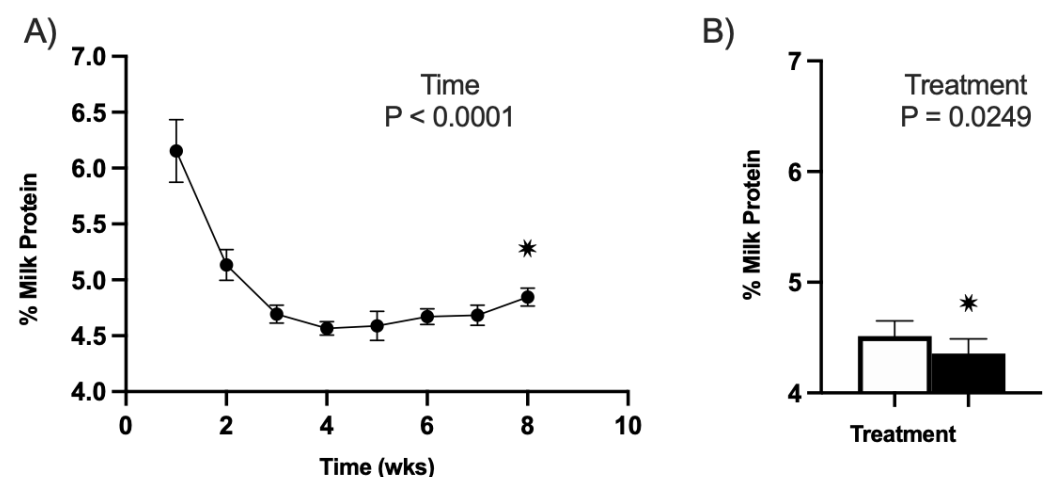 A)
Time
P < 0.0001
% Milk Protein
7.0
6.5
6.0
5.5
5.0
4.5
4.0
0
2
4
6
8
10
Time (wks)
B)
Treatment
P = 0.0249
% Milk Protein
7
6
5
4
Treatment